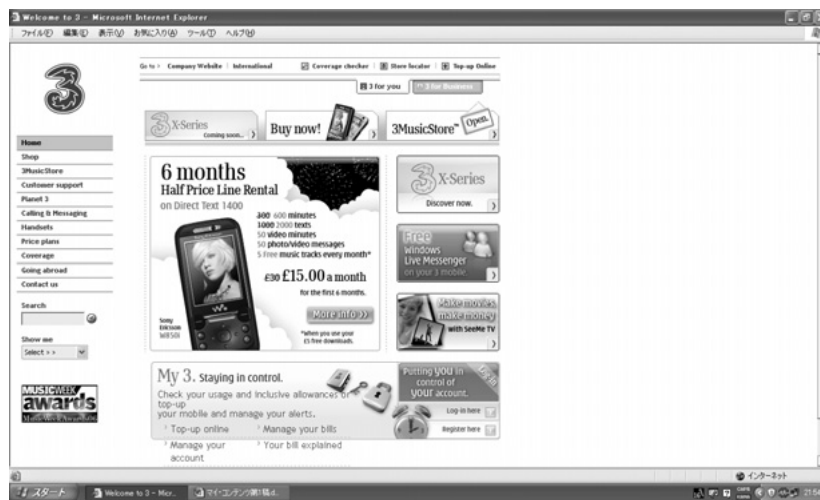 Welcome to 3 - Microsoft Internet Explorer
ファイル(F) 編集(E) 表示(V) お気に入り(A) ツール(T) ヘルプ(H)
Go to > Company Website | International Coverage checker | Store locator | Top-up Online
3 for you 3 for Business
3
X-Series
Coming soon...
Buy now!
3MusicStore™
Open.
Home
Shop
3MusicStore
Customer support
Planet 3
Calling & Messaging
Handsets
Price plans
Coverage
Going abroad
Contact us
Search
Show me
Select > >
MUSICWEEK
awards
6 months
Half Price Line Rental
on Direct Text 1400
300 600 minutes
1000 2000 texts
50 video minutes
50 photo/video messages
5 Free music tracks every month*
£30 £15.00 a month
for the first 6 months.
More info >>
Sony
Ericsson
W850i
*When you use your
£5 free downloads.
X-Series
Discover now.
Free
Windows
Live Messenger
on your 3 mobile.
Make movies,
make money
with SeeMe TV
My 3. Staying in control.
Check your usage and inclusive allowances or
top-up
your mobile and manage your alerts.
Top-up online Manage your bills
Manage your Your bill explained
account
Putting you in
control of
your account.
Log in
Log-in here
Register here
インターネット
スタート Welcome to 3 - Micr...
CAPS
KANA